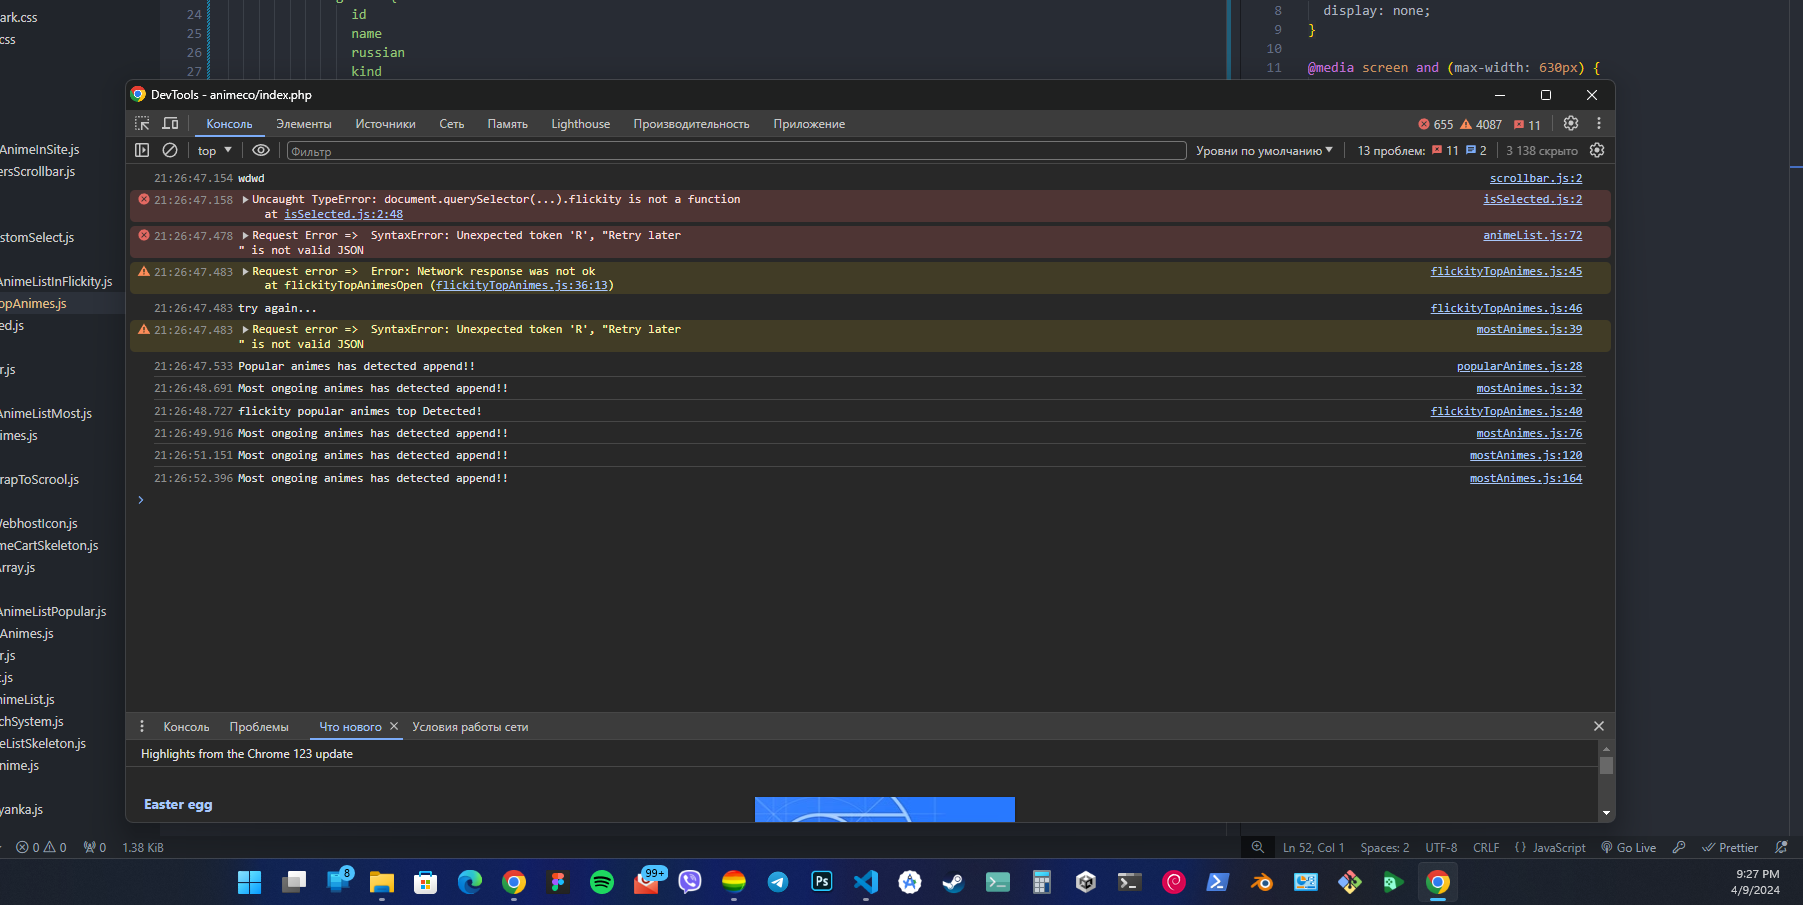 ark.css
css
AnimeInSite.js
ersScrollbar.js
stomSelect.js
AnimeListInFlickity.js
opAnimes.js
ed.js
r.js
AnimeListMost.js
imes.js
rapToScrool.js
WebhostIcon.js
meCartSkeleton.js
Array.js
AnimeListPopular.js
Animes.js
r.js
t.js
nimeList.js
chSystem.js
eListSkeleton.js
nime.js
yanka.js
24 id
25 name
26 russian
27 kind
8 display: none;
9 }
10
11 @media screen and (max-width: 630px) {
DevTools - animeco/index.php
Консоль Элементы Источники Сеть Память Lighthouse Производительность Приложение 655 4087 11
top Фильтр Уровни по умолчанию 13 проблем: 11 2 3 138 скрыто
21:26:47.154 wdwd scrollbar.js:2
21:26:47.158 Uncaught TypeError: document.querySelector(...).flickity is not a function isSelected.js:2
at isSelected.js:2:48
21:26:47.478 Request Error => SyntaxError: Unexpected token 'R', "Retry later animeList.js:72
" is not valid JSON
21:26:47.483 Request error => Error: Network response was not ok flickityTopAnimes.js:45
at flickityTopAnimesOpen (flickityTopAnimes.js:36:13)
21:26:47.483 try again... flickityTopAnimes.js:46
21:26:47.483 Request error => SyntaxError: Unexpected token 'R', "Retry later mostAnimes.js:39
" is not valid JSON
21:26:47.533 Popular animes has detected append!! popularAnimes.js:28
21:26:48.691 Most ongoing animes has detected append!! mostAnimes.js:32
21:26:48.727 flickity popular animes top Detected! flickityTopAnimes.js:40
21:26:49.916 Most ongoing animes has detected append!! mostAnimes.js:76
21:26:51.151 Most ongoing animes has detected append!! mostAnimes.js:120
21:26:52.396 Most ongoing animes has detected append!! mostAnimes.js:164
Консоль Проблемы Что нового Условия работы сети
Highlights from the Chrome 123 update
Easter egg
0 0 0 1.38 KiB Ln 52, Col 1 Spaces: 2 UTF-8 CRLF {} JavaScript Go Live Prettier
8 99+ Ps
9:27 PM
4/9/2024